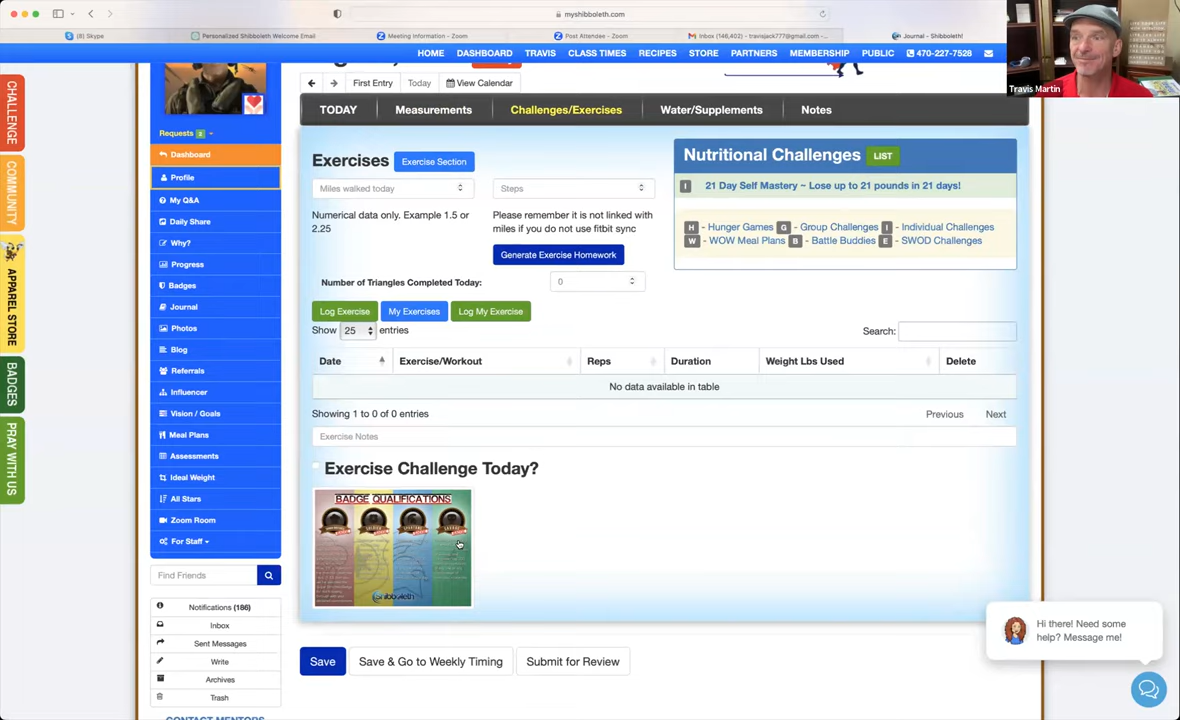 myshibboleth.com
Skype
Personalized Shibboleth Welcome Email
Meeting Information - Zoom
Post Attendee - Zoom
Inbox (146,402) - travisjack777@gmail.com -
Journal - Shibboleth!
HOME DASHBOARD TRAVIS CLASS TIMES RECIPES STORE PARTNERS MEMBERSHIP PUBLIC 470-227-7528
Travis Martin
CHALLENGE
COMMUNITY
APPAREL STORE
BADGES
PRAY WITH US
First Entry Today View Calendar
TODAY Measurements Challenges/Exercises Water/Supplements Notes
Requests 2
Dashboard
Profile
My Q&A
Daily Share
Why?
Progress
Badges
Journal
Photos
Blog
Referrals
Influencer
Vision / Goals
Meal Plans
Assessments
Ideal Weight
All Stars
Zoom Room
For Staff
Find Friends
Notifications (186)
Inbox
Sent Messages
Write
Archives
Trash
CONTACT MENTORS
Exercises Exercise Section
Miles walked today Steps
Numerical data only. Example 1.5 or
2.25
Please remember it is not linked with
miles if you do not use fitbit sync
Generate Exercise Homework
Number of Triangles Completed Today: 0
Log Exercise My Exercises Log My Exercise
Show 25 entries Search:
Date Exercise/Workout Reps Duration Weight Lbs Used Delete
No data available in table
Showing 1 to 0 of 0 entries Previous Next
Exercise Notes
Exercise Challenge Today?
BADGE QUALIFICATIONS
Shibboleth
Nutritional Challenges LIST
I 21 Day Self Mastery ~ Lose up to 21 pounds in 21 days!
H - Hunger Games G - Group Challenges I - Individual Challenges
W - WOW Meal Plans B - Battle Buddies E - SWOD Challenges
Save Save & Go to Weekly Timing Submit for Review
Hi there! Need some
help? Message me!